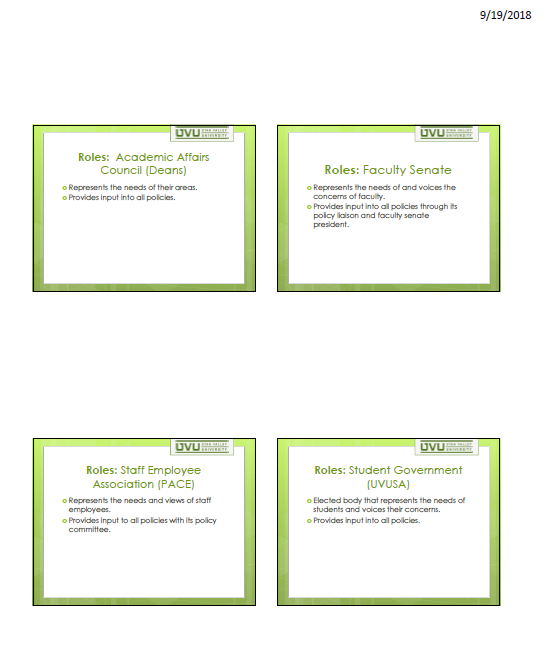 9/19/2018
UVU UTAH VALLEY
UNIVERSITY
Roles: Academic Affairs
Council (Deans)
Represents the needs of their areas.
Provides input into all policies.
UVU UTAH VALLEY
UNIVERSITY
Roles: Faculty Senate
Represents the needs of and voices the
concerns of faculty.
Provides input into all policies through its
policy liaison and faculty senate
president.
UVU UTAH VALLEY
UNIVERSITY
Roles: Staff Employee
Association (PACE)
Represents the needs and views of staff
employees.
Provides input to all policies with its policy
committee.
UVU UTAH VALLEY
UNIVERSITY
Roles: Student Government
(UVUSA)
Elected body that represents the needs of
students and voices their concerns.
Provides input into all policies.